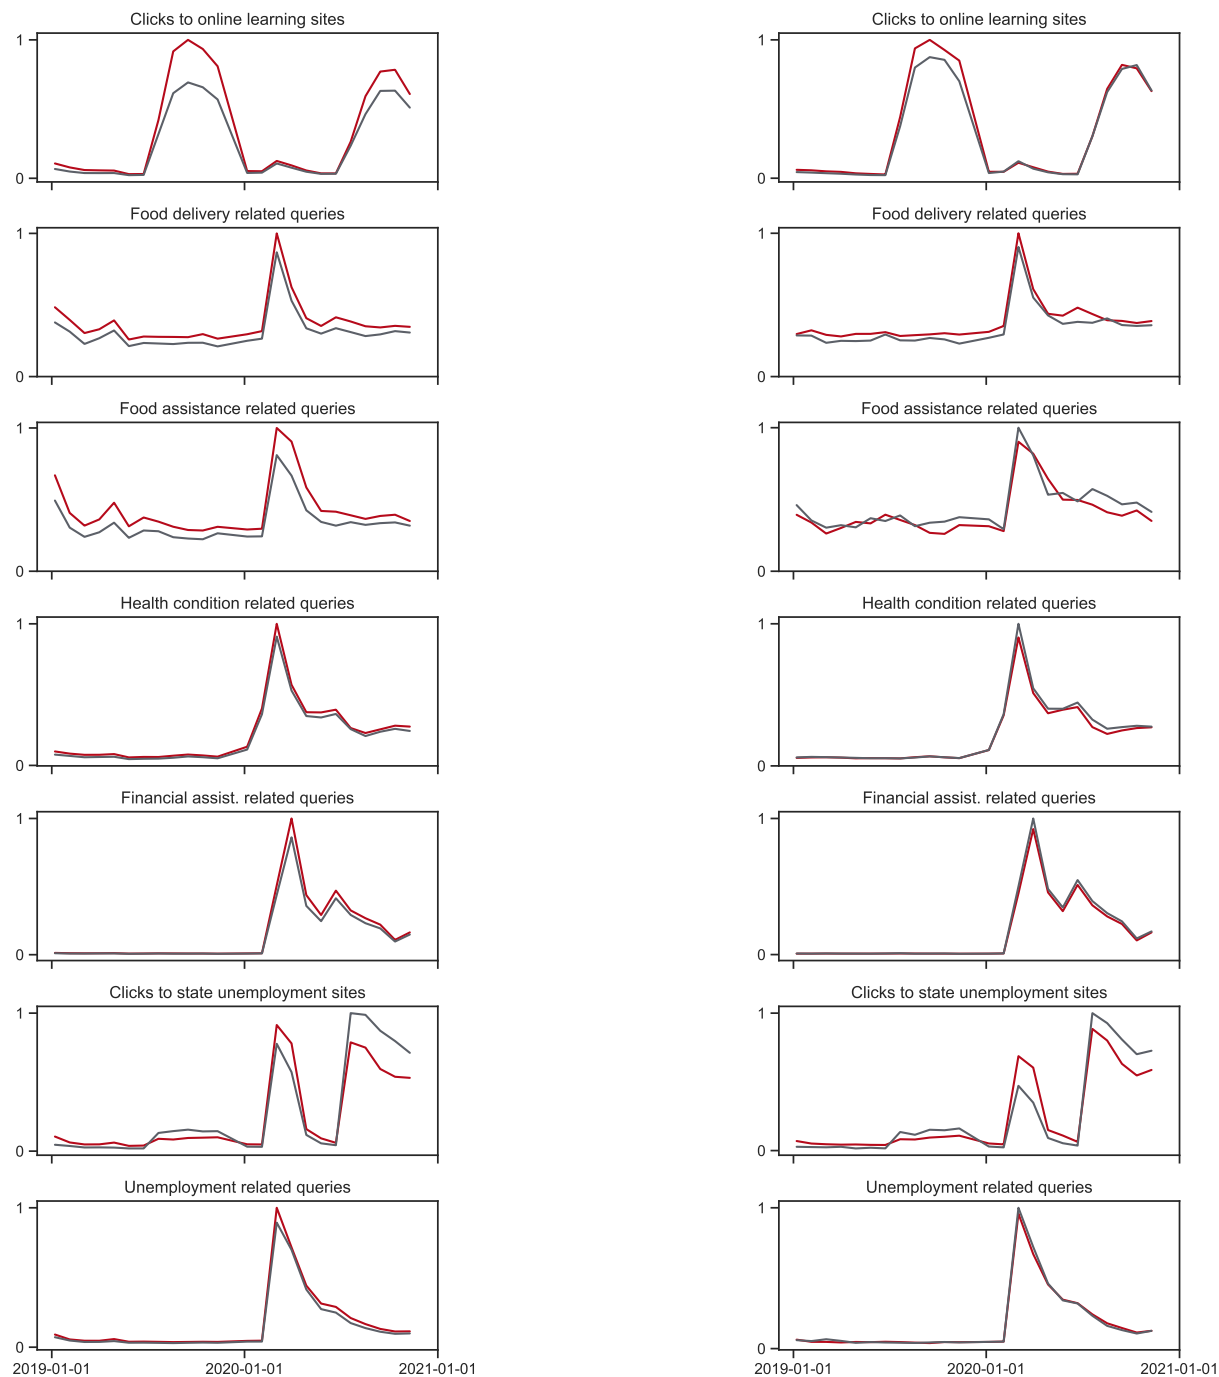 Clicks to online learning sites
1
0
Food delivery related queries
1
0
Food assistance related queries
1
0
Health condition related queries
1
0
Financial assist. related queries
1
0
Clicks to state unemployment sites
1
0
Unemployment related queries
1
0
2019-01-01 2020-01-01 2021-01-01
Clicks to online learning sites
1
0
Food delivery related queries
1
0
Food assistance related queries
1
0
Health condition related queries
1
0
Financial assist. related queries
1
0
Clicks to state unemployment sites
1
0
Unemployment related queries
1
0
2019-01-01 2020-01-01 2021-01-01